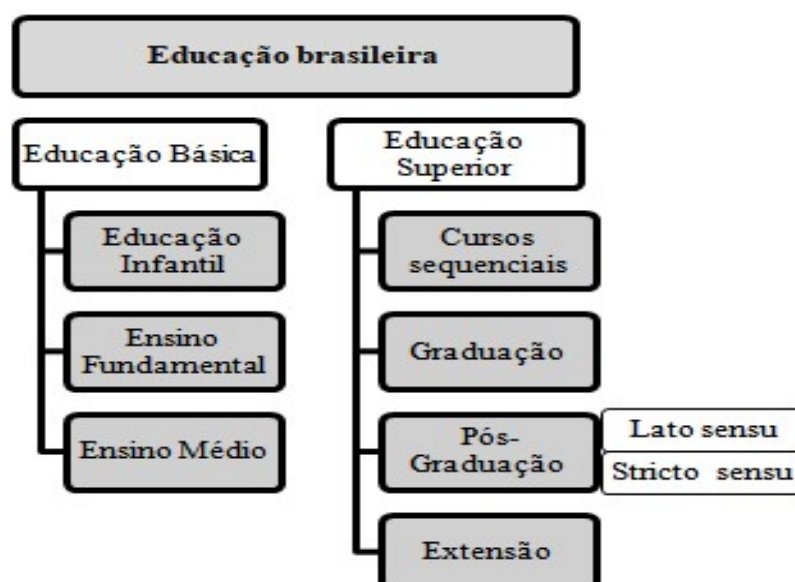 Educação brasileira
Educação Básica
Educação
Infantil
Ensino
Fundamental
Ensino Médio
Educação
Superior
Cursos
sequenciais
Graduação
Pós-
Graduação
Lato sensu
Stricto sensu
Extensão